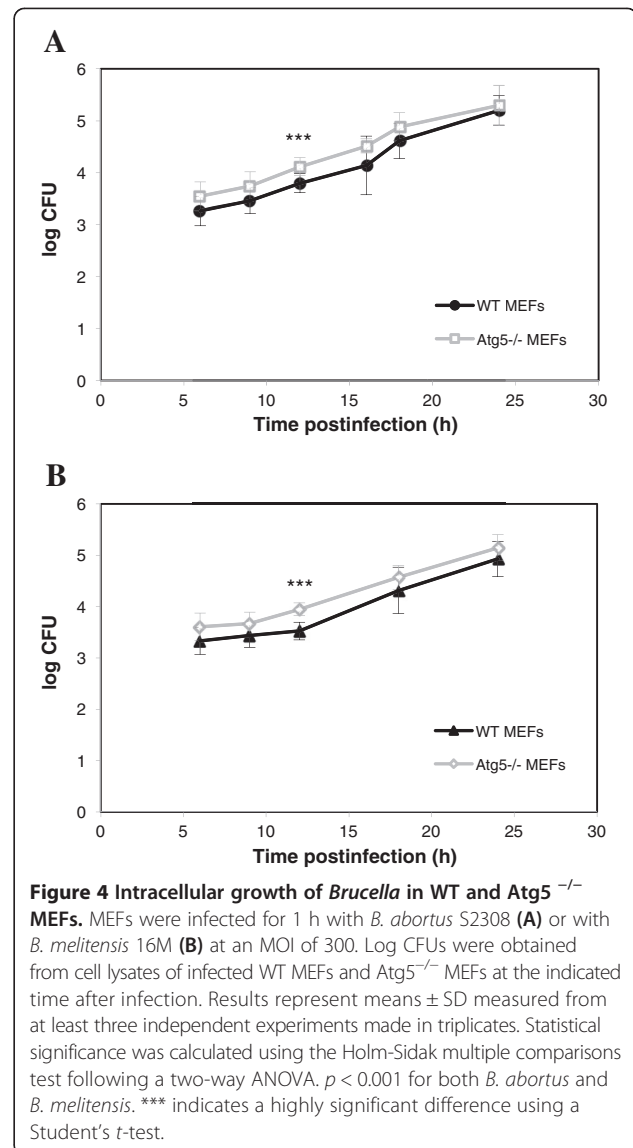 A
6
5
4
3
2
1
0
log CFU
***
WT MEFs
Atg5-/- MEFs
0 5 10 15 20 25 30
Time postinfection (h)
B
6
5
4
3
2
1
0
log CFU
***
WT MEFs
Atg5-/- MEFs
0 5 10 15 20 25 30
Time postinfection (h)
Figure 4 Intracellular growth of Brucella in WT and Atg5 −/−
MEFs. MEFs were infected for 1 h with B. abortus S2308 (A) or with
B. melitensis 16M (B) at an MOI of 300. Log CFUs were obtained
from cell lysates of infected WT MEFs and Atg5−/− MEFs at the indicated
time after infection. Results represent means ± SD measured from
at least three independent experiments made in triplicates. Statistical
significance was calculated using the Holm-Sidak multiple comparisons
test following a two-way ANOVA. p < 0.001 for both B. abortus and
B. melitensis. *** indicates a highly significant difference using a
Student's t-test.